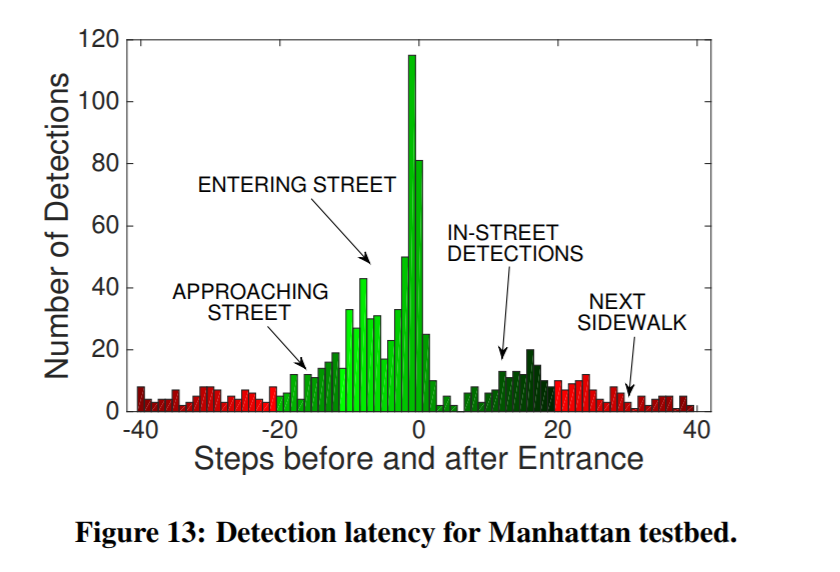 120
100
80
60
40
20
0
Number of Detections
ENTERING STREET
APPROACHING
STREET
IN-STREET
DETECTIONS
NEXT
SIDEWALK
-40
-20
0
20
40
Steps before and after Entrance
Figure 13: Detection latency for Manhattan testbed.